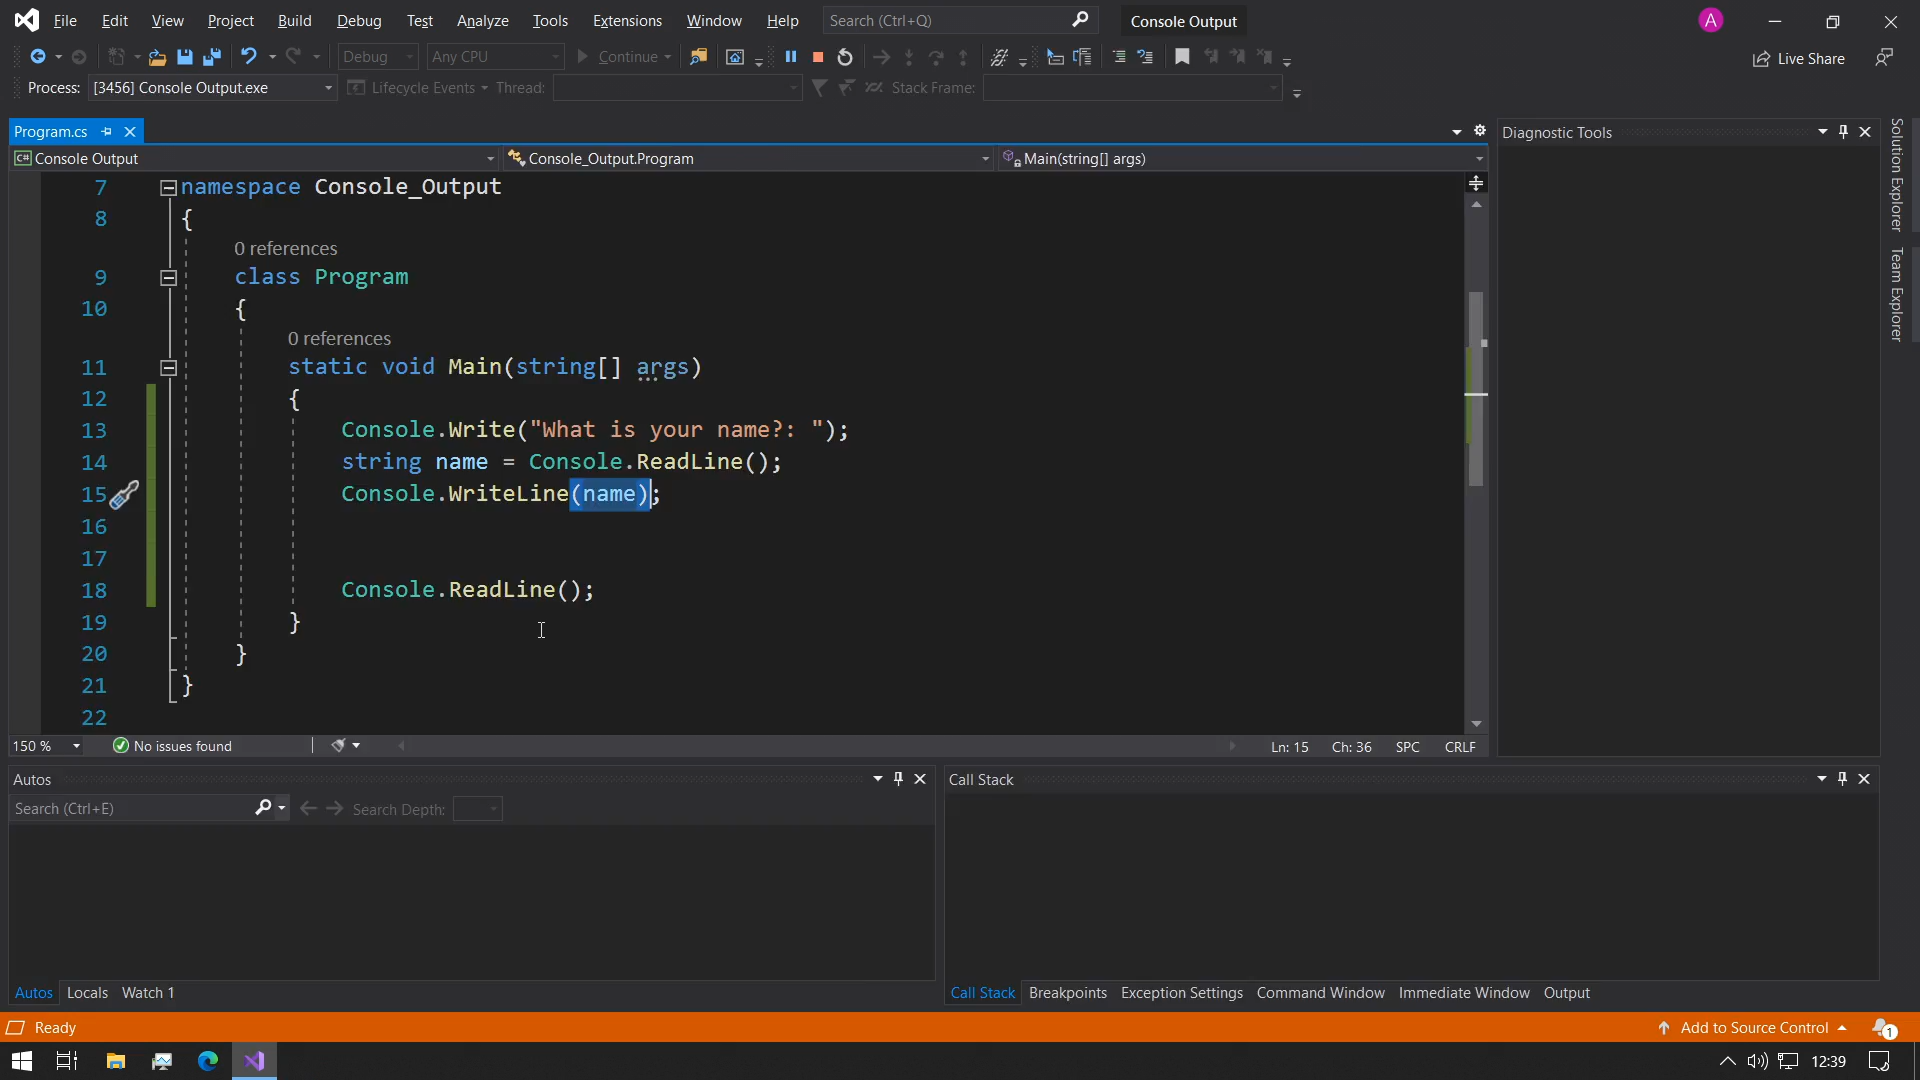 File Edit View Project Build Debug Test Analyze Tools Extensions Window Help Search (Ctrl+Q) Console Output A
Debug Any CPU Continue Live Share
Process: [3456] Console Output.exe Lifecycle Events Thread: Stack Frame:
Program.cs
Diagnostic Tools
Solution Explorer
Team Explorer
C# Console Output Console_Output.Program Main(string[] args)
7 namespace Console_Output
8 {
0 references
9 class Program
10 {
0 references
11 static void Main(string[] args)
12 {
13 Console.Write("What is your name?: ");
14 string name = Console.ReadLine();
15 Console.WriteLine(name);
16
17
18 Console.ReadLine();
19 }
20 }
21 }
22
150 % No issues found Ln: 15 Ch: 36 SPC CRLF
Autos
Search (Ctrl+E) Search Depth:
Autos Locals Watch 1
Call Stack
Call Stack Breakpoints Exception Settings Command Window Immediate Window Output
Ready Add to Source Control 1
12:39